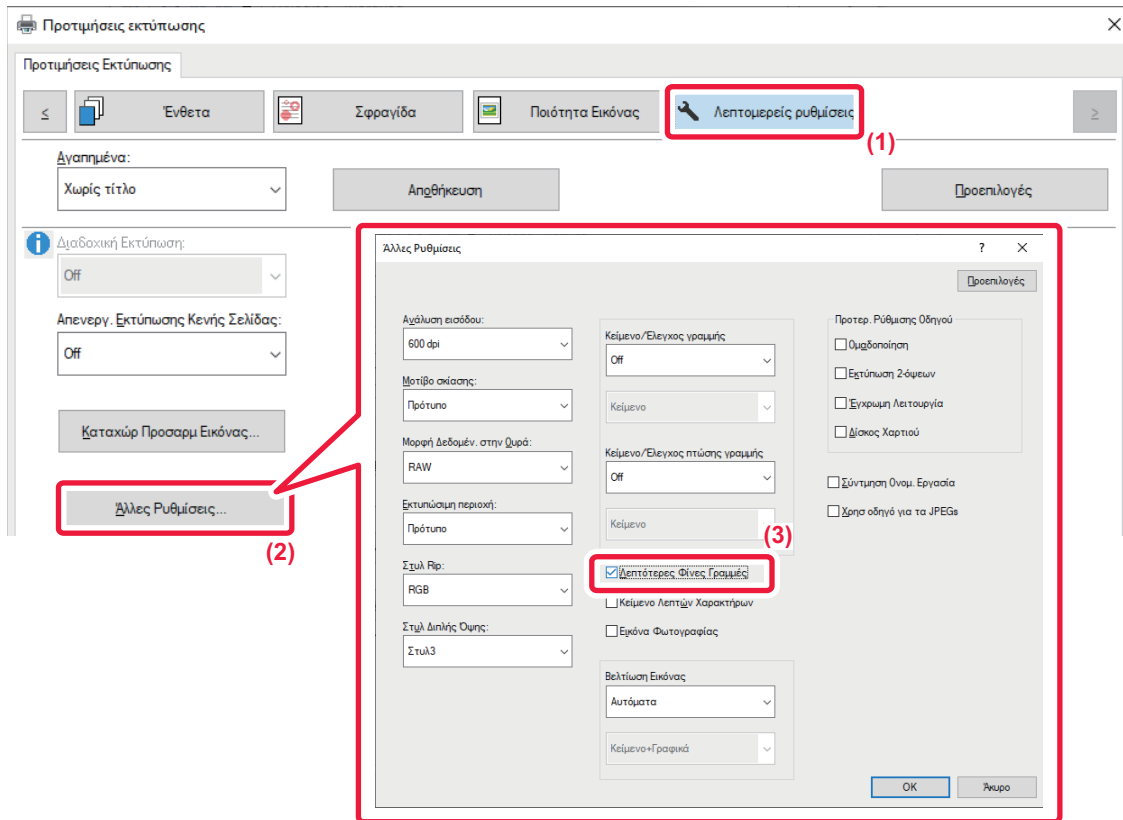 Προτιμήσεις εκτύπωσης
Προτιμήσεις Εκτύπωσης
≤ Ένθετα Σφραγίδα Ποιότητα Εικόνας Λεπτομερείς ρυθμίσεις ≥
(1)
Αγαπημένα:
Χωρίς τίτλο Αποθήκευση Προεπιλογές
Διαδοχική Εκτύπωση:
Off
Απενεργ. Εκτύπωσης Κενής Σελίδας:
Off
Καταχώρ Προσαρμ Εικόνας...
Άλλες Ρυθμίσεις...
(2)
Άλλες Ρυθμίσεις ?
Προεπιλογές
Ανάλυση εισόδου:
600 dpi
Μοτίβο σκίασης:
Πρότυπο
Μορφή Δεδομέν. στην Ουρά:
RAW
Εκτυπώσιμη περιοχή:
Πρότυπο
Στυλ Rip:
RGB
Στυλ Διπλής Όψης:
Στυλ3
Κείμενο/Έλεγχος γραμμής
Off
Κείμενο
Κείμενο/Έλεγχος πτώσης γραμμής
Off
Κείμενο
(3)
Λεπτότερες Φίνες Γραμμές
Κείμενο Λεπτών Χαρακτήρων
Εικόνα Φωτογραφίας
Βελτίωση Εικόνας
Αυτόματα
Κείμενο+Γραφικά
Προτερ. Ρύθμισης Οδηγού
Ομαδοποίηση
Εκτύπωση 2-όψεων
Έγχρωμη Λειτουργία
Δίσκος Χαρτιού
Σύντμηση Ονομ. Εργασία
Χρησ οδηγό για τα JPEGs
OK Άκυρο